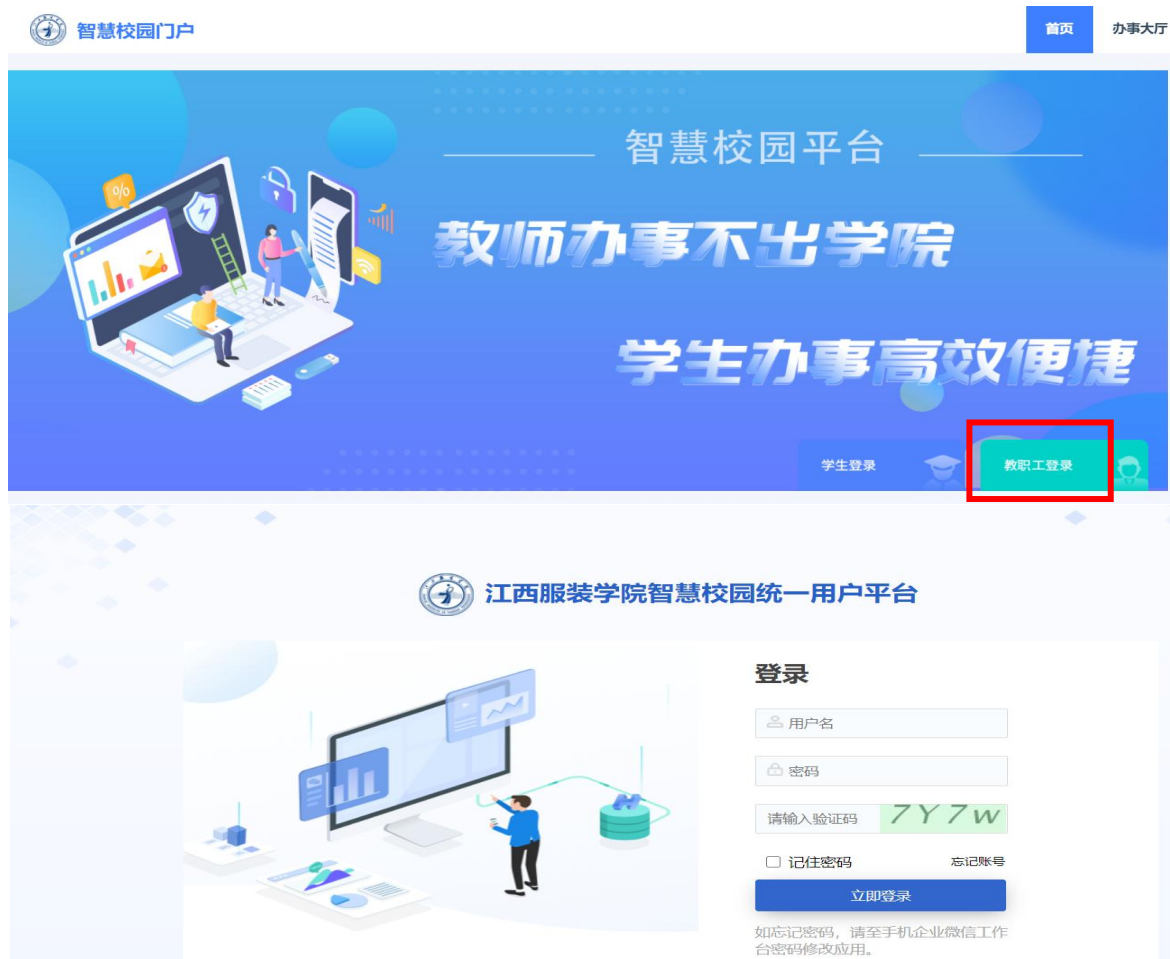 智慧校园门户
首页
办事大厅
智慧校园平台
教师办事不出学院
学生办事高效便捷
学生登录
教职工登录
江西服装学院智慧校园统一用户平台
登录
用户名
密码
请输入验证码
7Y7w
记住密码
忘记账号
立即登录
如忘记密码，请至手机企业微信工作
台密码修改应用。